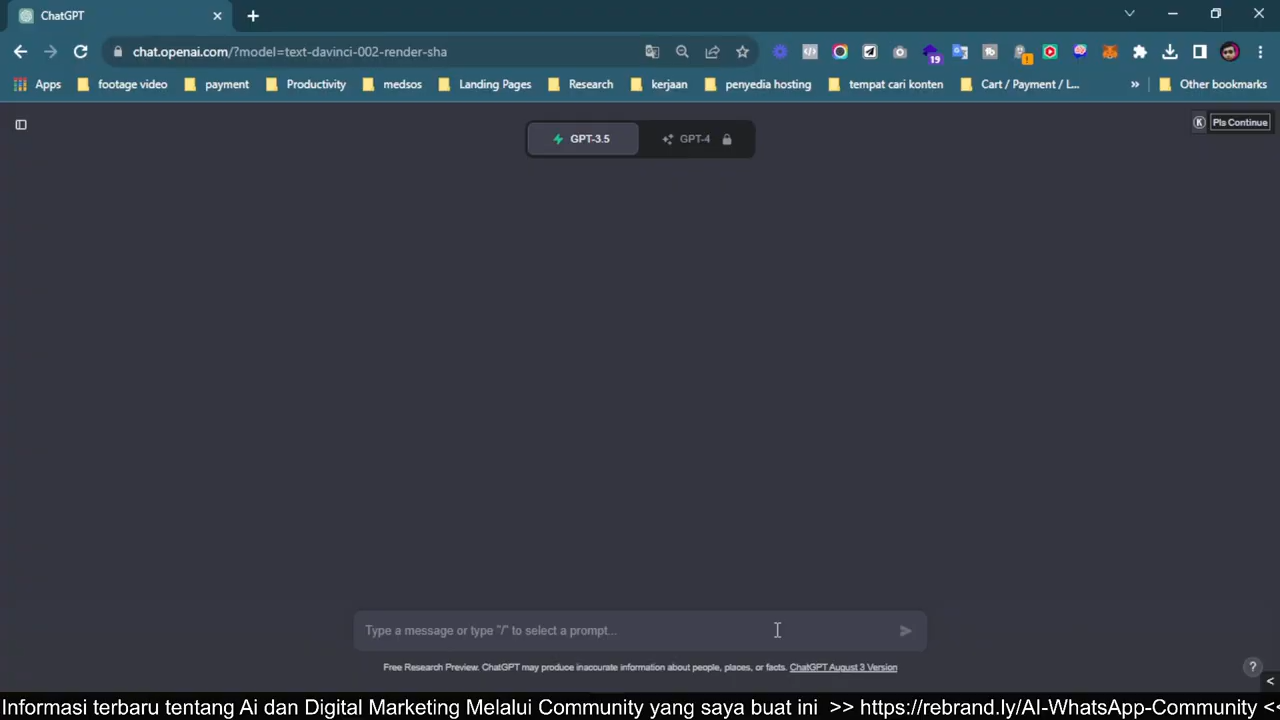 ChatGPT
chat.openai.com/?model=text-davinci-002-render-sha
19
Apps footage video payment Productivity medsos Landing Pages Research kerjaan penyedia hosting tempat cari konten Cart / Payment / L... » Other bookmarks
GPT-3.5 GPT-4
K Pls Continue
Type a message or type "/" to select a prompt...
Free Research Preview. ChatGPT may produce inaccurate information about people, places, or facts. ChatGPT August 3 Version
?
<
Informasi terbaru tentang Ai dan Digital Marketing Melalui Community yang saya buat ini >> https://rebrand.ly/AI-WhatsApp-Community <